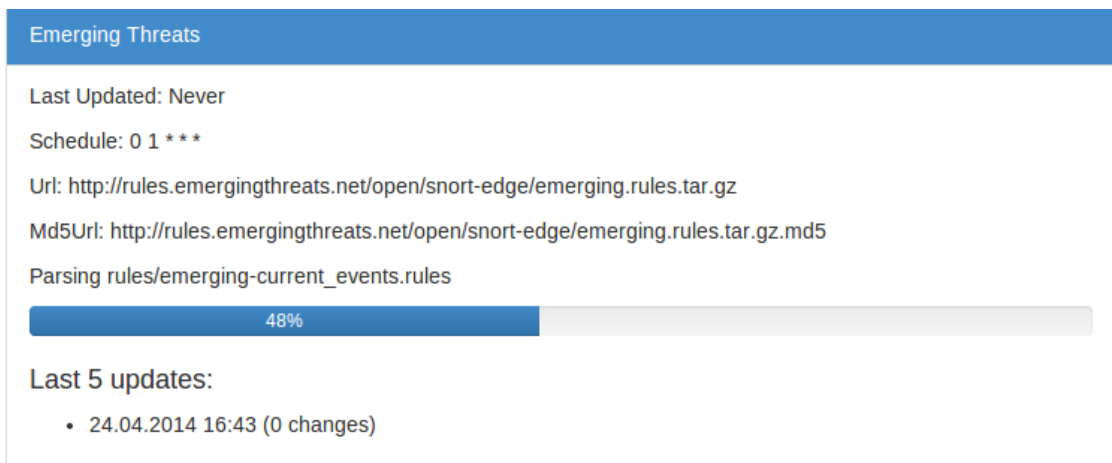 Emerging Threats
Last Updated: Never
Schedule: 0 1 * * *
Url: http://rules.emergingthreats.net/open/snort-edge/emerging.rules.tar.gz
Md5Url: http://rules.emergingthreats.net/open/snort-edge/emerging.rules.tar.gz.md5
Parsing rules/emerging-current_events.rules
48%
Last 5 updates:
• 24.04.2014 16:43 (0 changes)